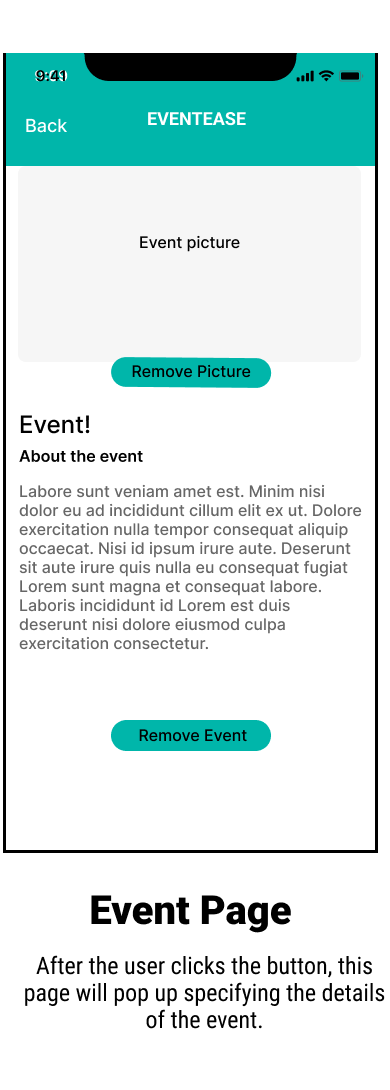 9:41
Back
EVENTEASE
Event picture
Remove Picture
Event!
About the event
Labore sunt veniam amet est. Minim nisi
dolor eu ad incididunt cillum elit ex ut. Dolore
exercitation nulla tempor consequat aliquip
occaecat. Nisi id ipsum irure aute. Deserunt
sit aute irure quis nulla eu consequat fugiat
Lorem sunt magna et consequat labore.
Laboris incididunt id Lorem est duis
deserunt nisi dolore eiusmod culpa
exercitation consectetur.
Remove Event
Event Page
After the user clicks the button, this
page will pop up specifying the details
of the event.